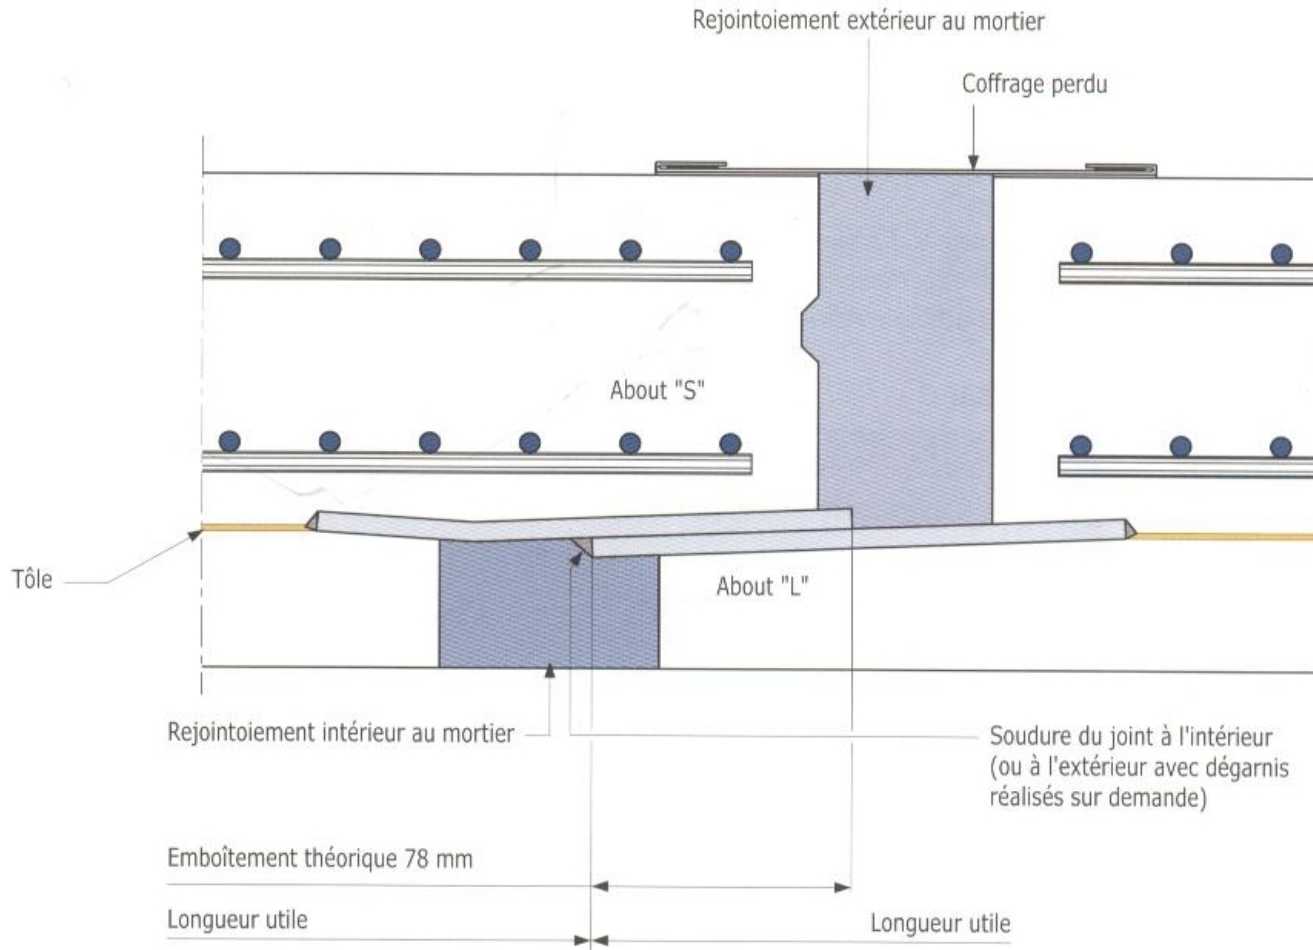 Rejointoiement extérieur au mortier
Coffrage perdu
About "S"
Tôle
About "L"
Rejointoiement intérieur au mortier
Soudure du joint à l'intérieur
(ou à l'extérieur avec dégarnis
réalisés sur demande)
Emboîtement théorique 78 mm
Longueur utile
Longueur utile